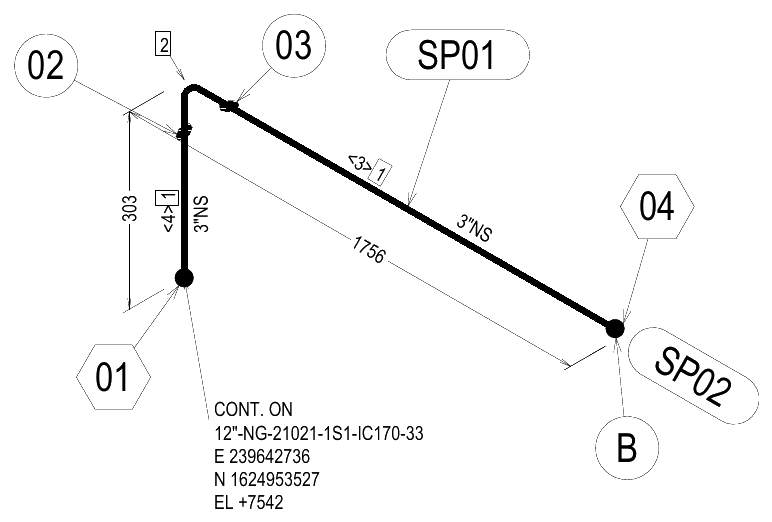 2
03
SP01
02
<3> 1
303
<4> 1
3"NS
04
3"NS
1756
01
SP02
B
CONT. ON
12"-NG-21021-1S1-IC170-33
E 239642736
N 1624953527
EL +7542